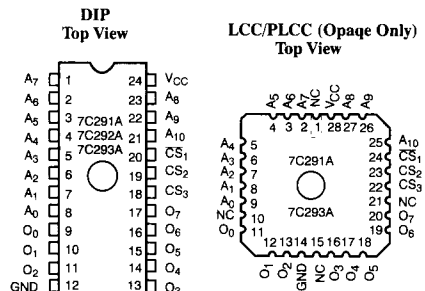 DIP
Top View
A7 1 24 VCC
A6 2 23 A8
A5 3 22 A9
A4 4 21 A10
A3 5 20 CS1
A2 6 19 CS2
A1 7 18 CS3
A0 8 17 O7
O0 9 16 O6
O1 10 15 O5
O2 11 14 O4
GND 12 13 O3
7C291A
7C292A
7C293A
LCC/PLCC (Opaqe Only)
Top View
A5 A6 A7 NC VCC A8 A9
4 3 2 1 28 27 26
A4 5 25 A10
A3 6 24 CS1
A2 7 23 CS2
A1 8 22 CS3
A0 9 21 NC
NC 10 20 O7
O0 11 19 O6
7C291A
7C293A
12 13 14 15 16 17 18
O1 O2 GND NC O3 O4 O5